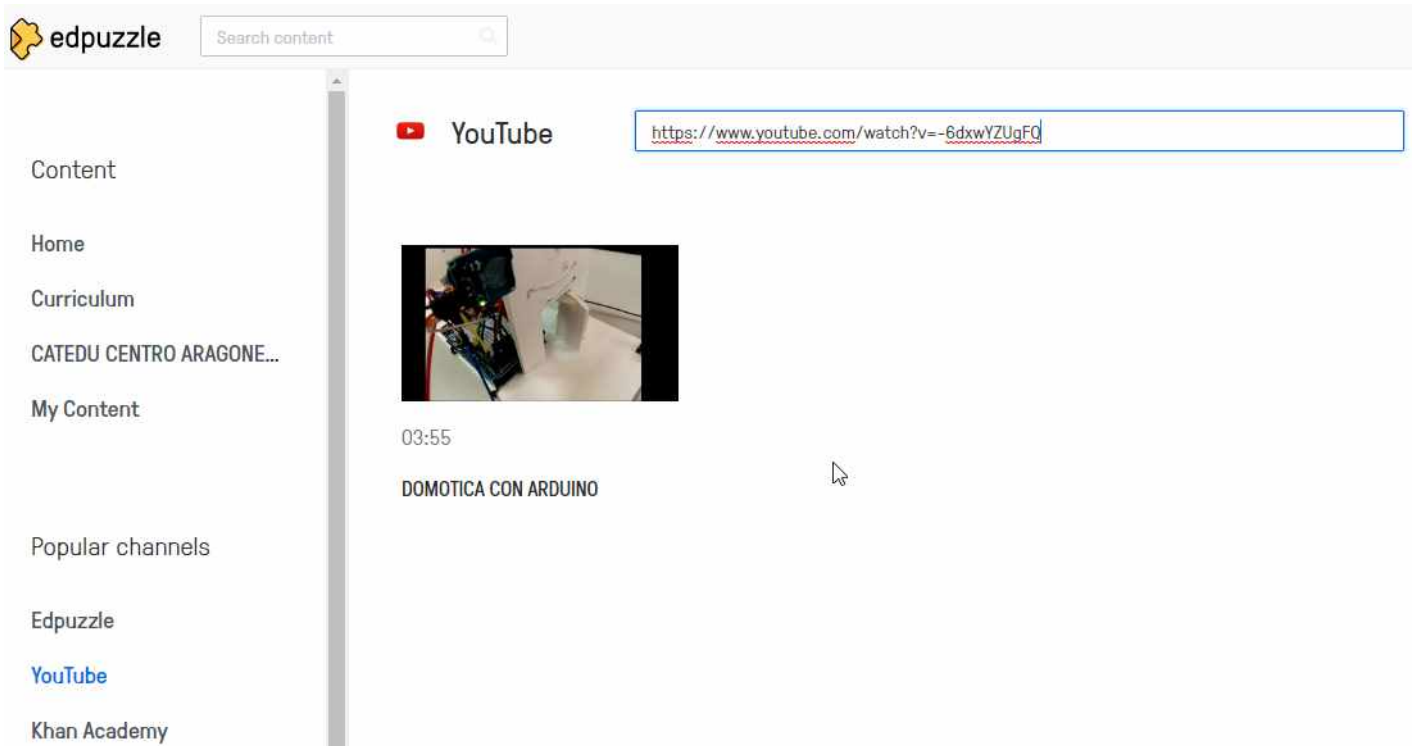 edpuzzle
Search content
Content
Home
Curriculum
CATEDU CENTRO ARAGONE...
My Content
Popular channels
Edpuzzle
YouTube
Khan Academy
YouTube
https://www.youtube.com/watch?v=-6dxwYZUgFQ
03:55
DOMOTICA CON ARDUINO